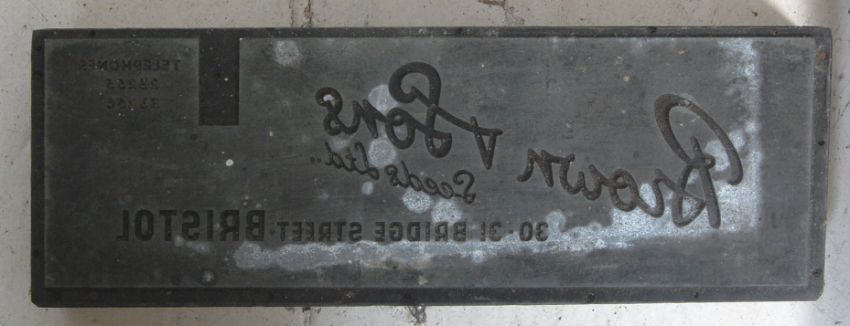 Brown & Sons
Seeds Ltd..
30-31 BRIDGE STREET·BRISTOL
TELEPHONES